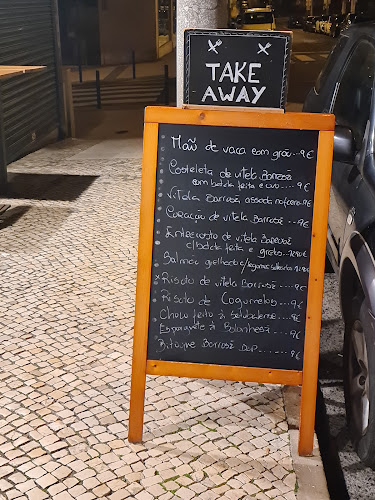 TAKE
AWAY
Mão de vaca com grão ... 9€
Costeleta de vitela Barrosã
com batata frita e ovo .... 9€
Vitela Barrosã assada no forno .. 9€
Coração de vitela Barrosã .. 9€
Entrecosto de vitela Barrosã
c/batata frita e grelos
Salmão grelhado c/legumes salteados
Risoto de vitela Barrosã .... 9€
Risoto de Cogumelos .... 9€
Choco frito à setubalense .... 9€
Esparguete à Bolonhesa .... 9€
Bitoque Barrosã DOP ..... 9€